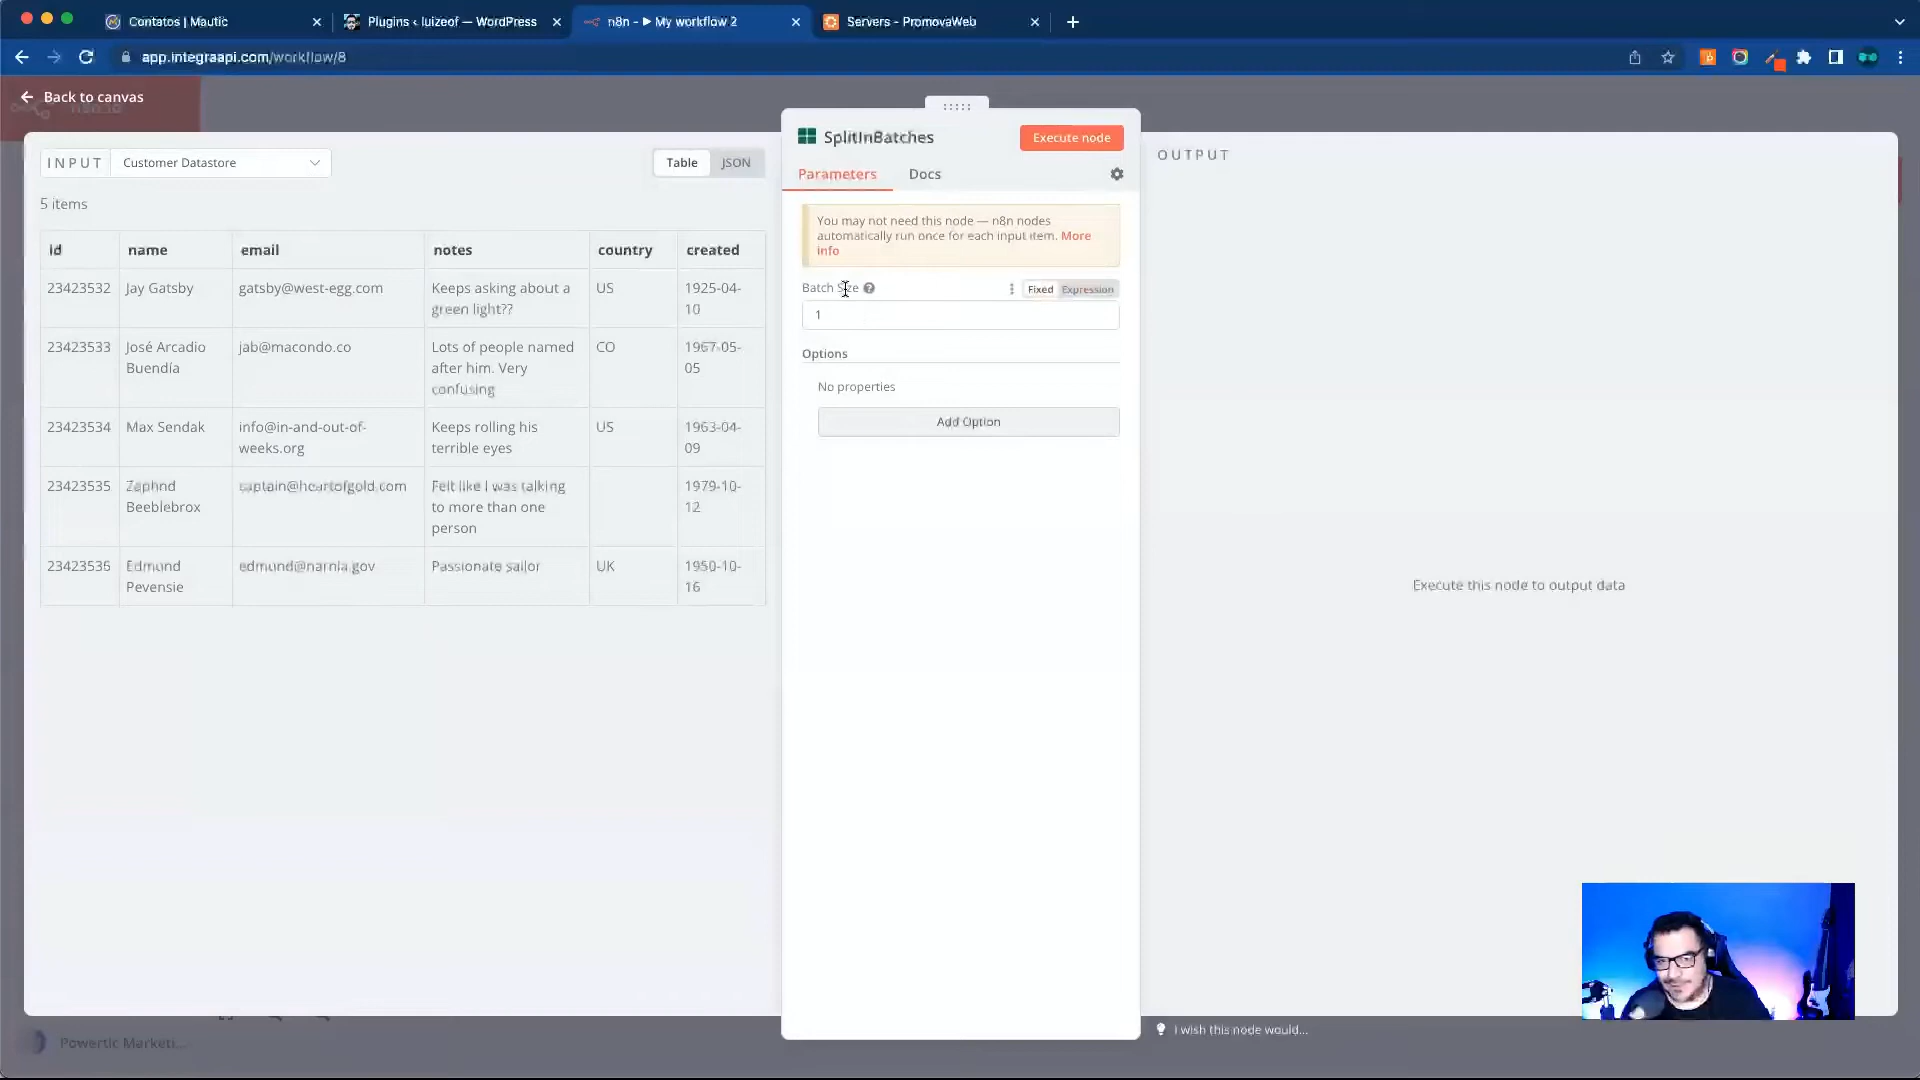 Contatos | Mautic
Plugins ‹ luizeof — WordPress
n8n - ▶ My workflow 2
Servers - PromovaWeb
app.integraapi.com/workflow/8
Back to canvas
INPUT
Customer Datastore
Table
JSON
5 items
id name email notes country created
23423532 Jay Gatsby gatsby@west-egg.com Keeps asking about a US 1925-04-
green light?? 10
23423533 José Arcadio jab@macondo.co Lots of people named CO 1967-05-
Buendía after him. Very 05
confusing
23423534 Max Sendak info@in-and-out-of- Keeps rolling his US 1963-04-
weeks.org terrible eyes 09
23423535 Zaphod captain@heartofgold.com Felt like I was talking 1979-10-
Beeblebrox to more than one 12
person
23423536 Edmund edmund@narnia.gov Passionate sailor UK 1950-10-
Pevensie 16
SplitInBatches
Execute node
Parameters
Docs
You may not need this node — n8n nodes
automatically run once for each input item. More
info
Batch Size
Fixed Expression
1
Options
No properties
Add Option
OUTPUT
Execute this node to output data
I wish this node would...
Powertic Marketi...